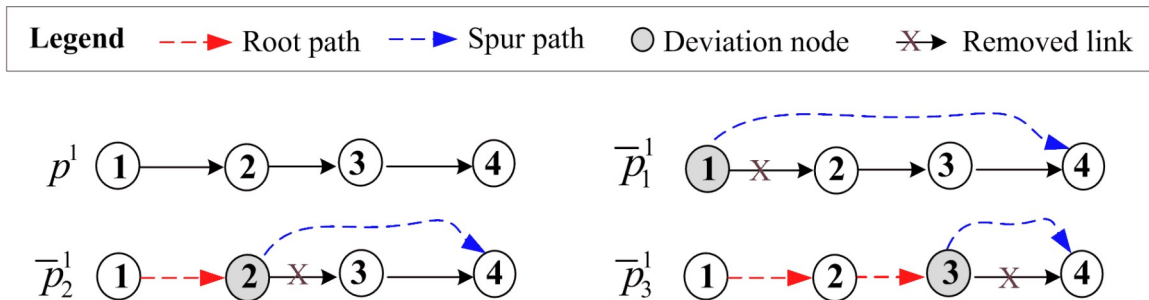 Legend Root path Spur path Deviation node X Removed link
p¹ 1 2 3 4
p̅₁¹ 1 X 2 3 4
p̅₂¹ 1 2 X 3 4
p̅₃¹ 1 2 3 X 4